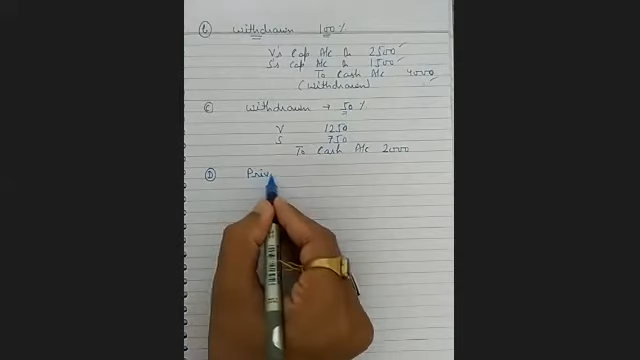 (b) Withdrawn 100%
V's Cap A/c Dr 2500
S's Cap A/c Dr 1500
To Cash A/c 4000
(Withdrawn)
(c) Withdrawn → 50%
V 1250
S 750
To Cash A/c 2000
(D) Priv